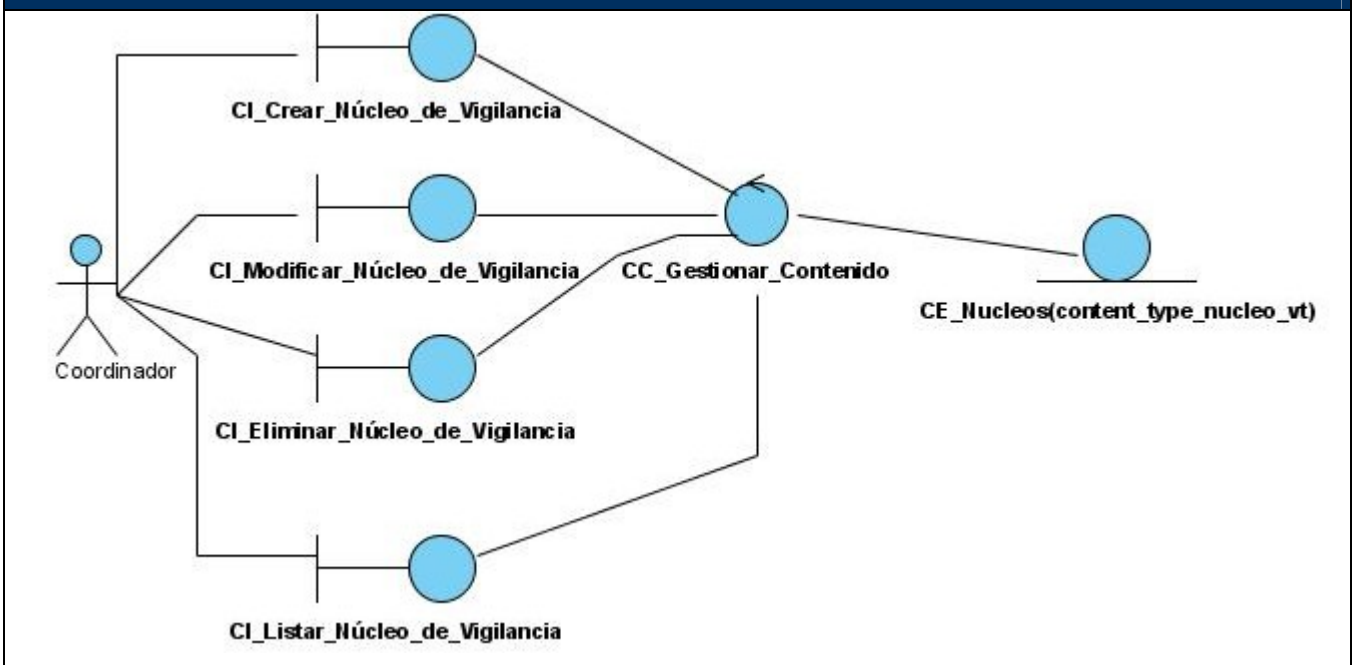 CI_Crear_Núcleo_de_Vigilancia
CI_Modificar_Núcleo_de_Vigilancia
CC_Gestionar_Contenido
CE_Nucleos(content_type_nucleo_vt)
Coordinador
CI_Eliminar_Núcleo_de_Vigilancia
CI_Listar_Núcleo_de_Vigilancia